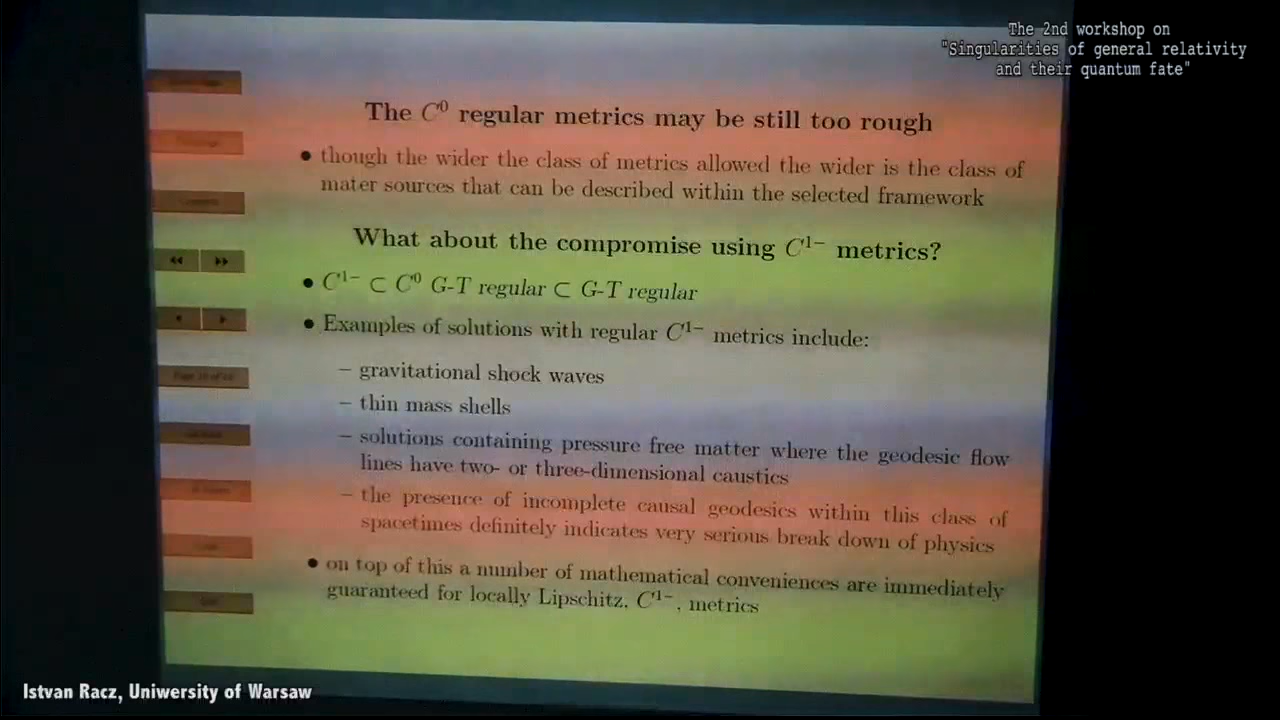 The 2nd workshop on
"Singularities of general relativity
and their quantum fate"
The C⁰ regular metrics may be still too rough
• though the wider the class of metrics allowed the wider is the class of
mater sources that can be described within the selected framework
What about the compromise using C¹⁻ metrics?
• C¹⁻ ⊂ C⁰ G-T regular ⊂ G-T regular
• Examples of solutions with regular C¹⁻ metrics include:
– gravitational shock waves
– thin mass shells
– solutions containing pressure free matter where the geodesic flow
lines have two- or three-dimensional caustics
– the presence of incomplete causal geodesics within this class of
spacetimes definitely indicates very serious break down of physics
• on top of this a number of mathematical conveniences are immediately
guaranteed for locally Lipschitz, C¹⁻, metrics
Istvan Racz, Uniwersity of Warsaw